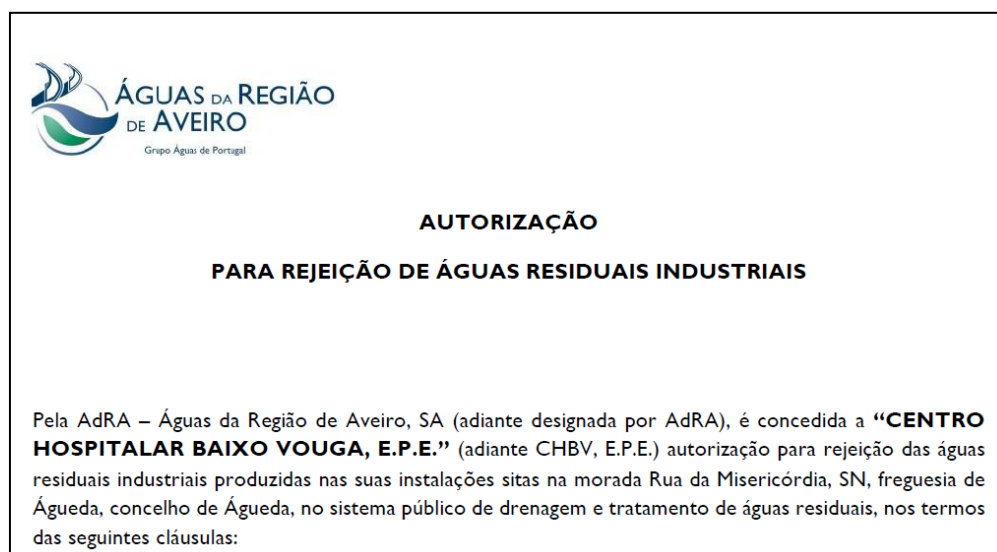 ÁGUAS DA REGIÃO
DE AVEIRO
Grupo Águas de Portugal
AUTORIZAÇÃO
PARA REJEIÇÃO DE ÁGUAS RESIDUAIS INDUSTRIAIS
Pela AdRA – Águas da Região de Aveiro, SA (adiante designada por AdRA), é concedida a “CENTRO
HOSPITALAR BAIXO VOUGA, E.P.E.” (adiante CHBV, E.P.E.) autorização para rejeição das águas
residuais industriais produzidas nas suas instalações sitas na morada Rua da Misericórdia, SN, freguesia de
Águeda, concelho de Águeda, no sistema público de drenagem e tratamento de águas residuais, nos termos
das seguintes cláusulas: